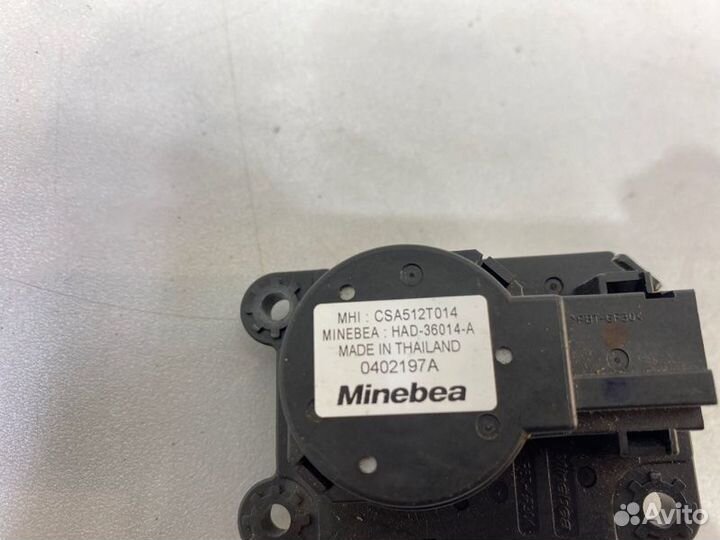 MHI : CSA512T014
MINEBEA : HAD-36014-A
MADE IN THAILAND
0402197A
Minebea
Avito